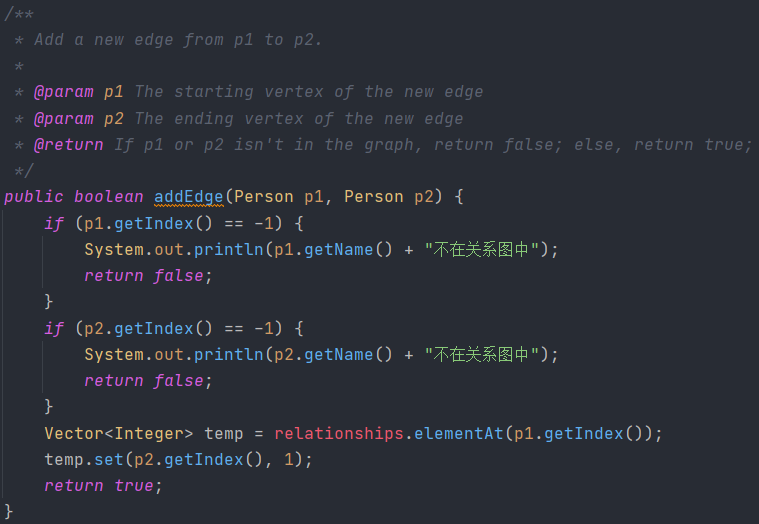 /**
 * Add a new edge from p1 to p2.
 *
 * @param p1 The starting vertex of the new edge
 * @param p2 The ending vertex of the new edge
 * @return If p1 or p2 isn't in the graph, return false; else, return true;
 */
public boolean addEdge(Person p1, Person p2) {
    if (p1.getIndex() == -1) {
        System.out.println(p1.getName() + "不在关系图中");
        return false;
    }
    if (p2.getIndex() == -1) {
        System.out.println(p2.getName() + "不在关系图中");
        return false;
    }
    Vector<Integer> temp = relationships.elementAt(p1.getIndex());
    temp.set(p2.getIndex(), 1);
    return true;
}